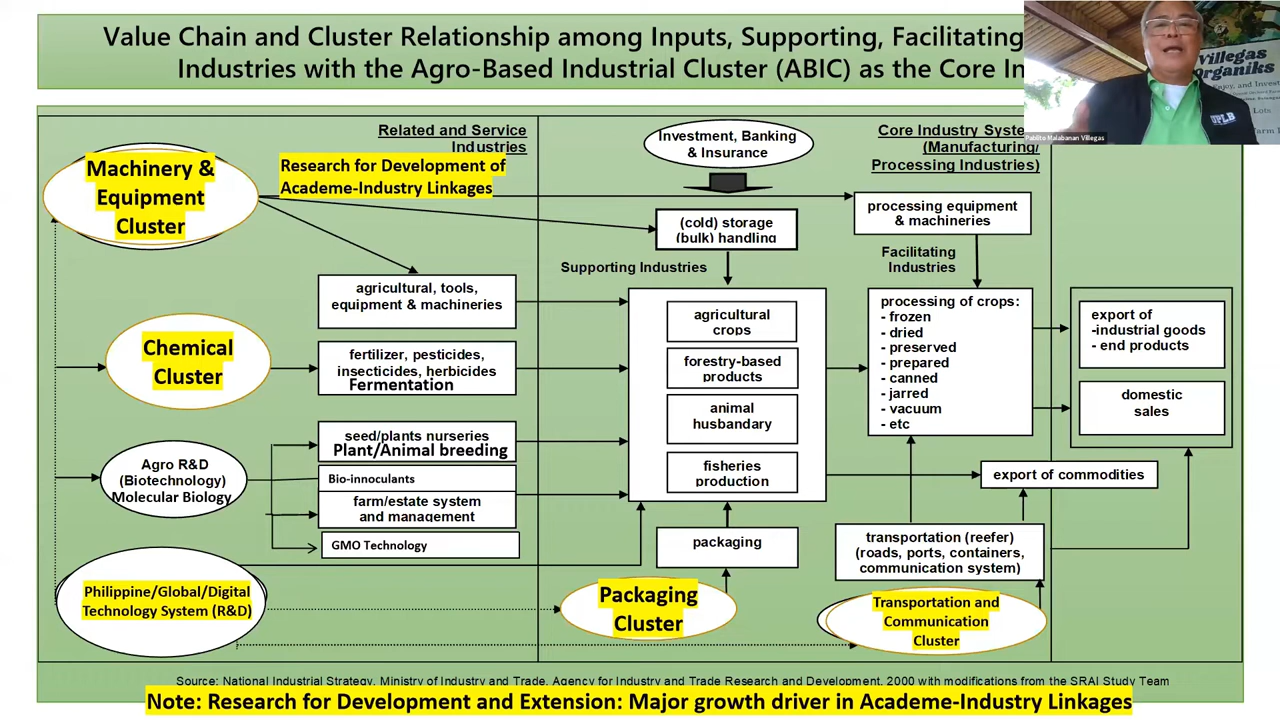 Value Chain and Cluster Relationship among Inputs, Supporting, Facilitating
Industries with the Agro-Based Industrial Cluster (ABIC) as the Core
Villegas
Organiks
UPLB
Pablito Malabanan Villegas
Related and Service
Industries
Research for Development of
Academe-Industry Linkages
Machinery &
Equipment
Cluster
Investment, Banking
& Insurance
Core Industry
(Manufacturing/
Processing Industries)
(cold) storage
(bulk) handling
processing equipment
& machineries
Supporting Industries
Facilitating
Industries
agricultural, tools,
equipment & machineries
Chemical
Cluster
fertilizer, pesticides,
insecticides, herbicides
Fermentation
Agro R&D
(Biotechnology)
Molecular Biology
seed/plants nurseries
Plant/Animal breeding
Bio-innoculants
farm/estate system
and management
GMO Technology
Philippine/Global/Digital
Technology System (R&D)
agricultural
crops
forestry-based
products
animal
husbandary
fisheries
production
packaging
Packaging
Cluster
processing of crops:
- frozen
- dried
- preserved
- prepared
- canned
- jarred
- vacuum
- etc
export of
-industrial goods
- end products
domestic
sales
export of commodities
transportation (reefer)
(roads, ports, containers,
communication system)
Transportation and
Communication
Cluster
Source: National Industrial Strategy, Ministry of Industry and Trade, Agency for Industry and Trade Research and Development, 2000 with modifications from the SRAI Study Team
Note: Research for Development and Extension: Major growth driver in Academe-Industry Linkages